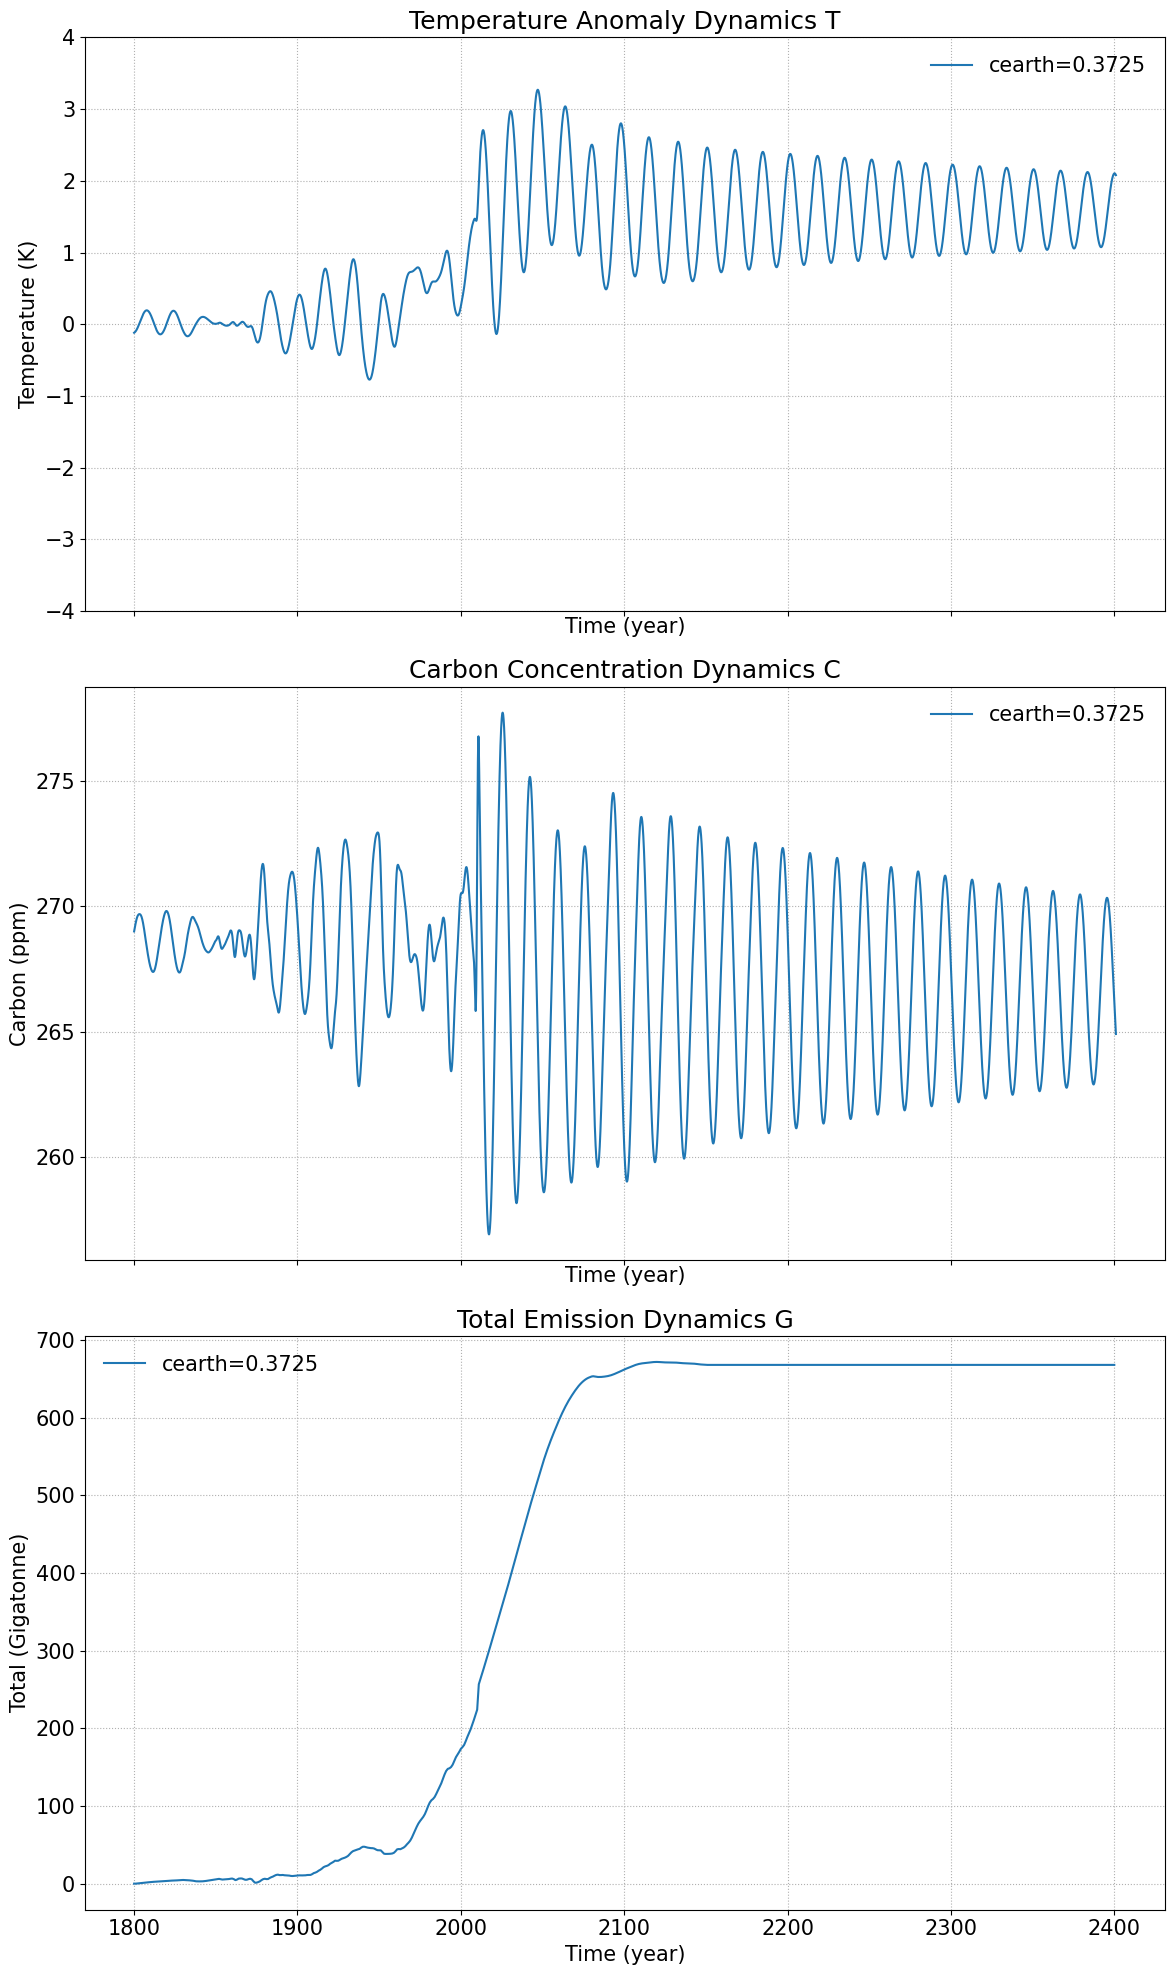 Temperature Anomaly Dynamics T
cearth=0.3725
4
3
2
1
0
−1
−2
−3
−4
Temperature (K)
Time (year)
Carbon Concentration Dynamics C
cearth=0.3725
275
270
265
260
Carbon (ppm)
Time (year)
Total Emission Dynamics G
cearth=0.3725
700
600
500
400
300
200
100
0
Total (Gigatonne)
1800 1900 2000 2100 2200 2300 2400
Time (year)